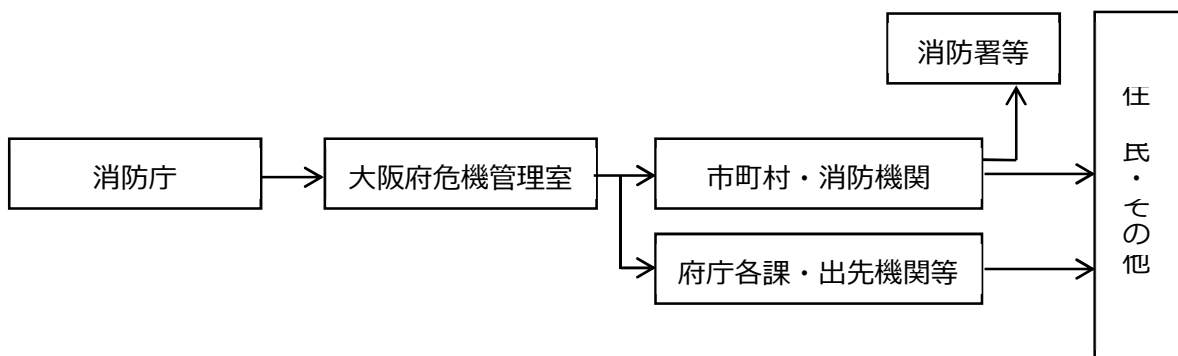 消防署等
消防庁
大阪府危機管理室
市町村・消防機関
府庁各課・出先機関等
住民・その他